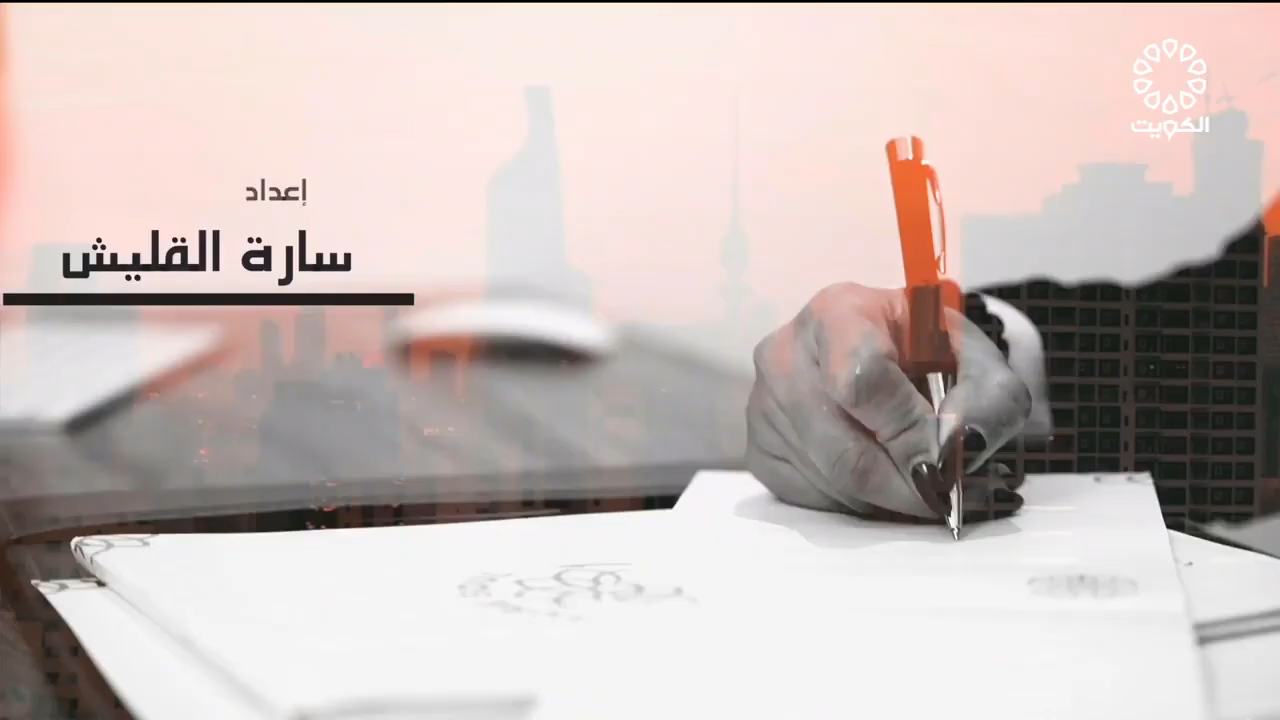 الكويت
إعداد
سارة القليش